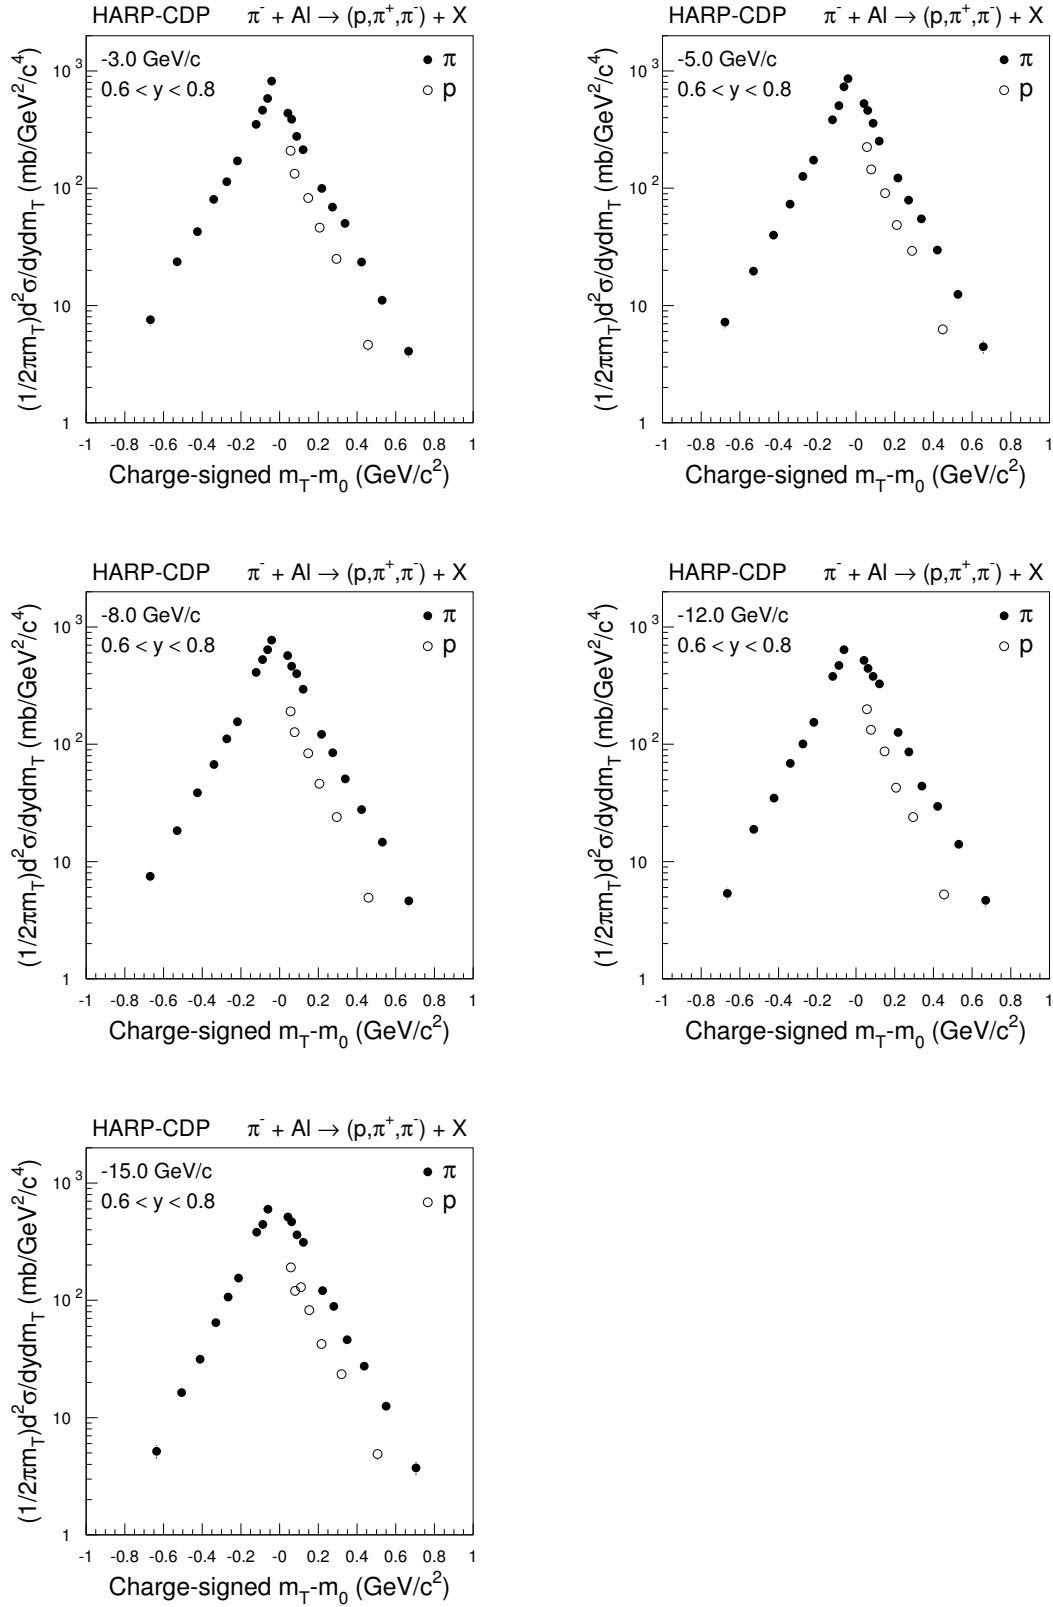 HARP-CDP π⁻ + Al → (p,π⁺,π⁻) + X
-3.0 GeV/c
0.6 < y < 0.8
π
p
(1/2πm_T)d²σ/dydm_T (mb/GeV²/c⁴)
10³
10²
10
1
-1 -0.8 -0.6 -0.4 -0.2 -0 0.2 0.4 0.6 0.8 1
Charge-signed m_T-m_0 (GeV/c²)
HARP-CDP π⁻ + Al → (p,π⁺,π⁻) + X
-5.0 GeV/c
0.6 < y < 0.8
π
p
(1/2πm_T)d²σ/dydm_T (mb/GeV²/c⁴)
10³
10²
10
1
-1 -0.8 -0.6 -0.4 -0.2 -0 0.2 0.4 0.6 0.8 1
Charge-signed m_T-m_0 (GeV/c²)
HARP-CDP π⁻ + Al → (p,π⁺,π⁻) + X
-8.0 GeV/c
0.6 < y < 0.8
π
p
(1/2πm_T)d²σ/dydm_T (mb/GeV²/c⁴)
10³
10²
10
1
-1 -0.8 -0.6 -0.4 -0.2 -0 0.2 0.4 0.6 0.8 1
Charge-signed m_T-m_0 (GeV/c²)
HARP-CDP π⁻ + Al → (p,π⁺,π⁻) + X
-12.0 GeV/c
0.6 < y < 0.8
π
p
(1/2πm_T)d²σ/dydm_T (mb/GeV²/c⁴)
10³
10²
10
1
-1 -0.8 -0.6 -0.4 -0.2 -0 0.2 0.4 0.6 0.8 1
Charge-signed m_T-m_0 (GeV/c²)
HARP-CDP π⁻ + Al → (p,π⁺,π⁻) + X
-15.0 GeV/c
0.6 < y < 0.8
π
p
(1/2πm_T)d²σ/dydm_T (mb/GeV²/c⁴)
10³
10²
10
1
-1 -0.8 -0.6 -0.4 -0.2 -0 0.2 0.4 0.6 0.8 1
Charge-signed m_T-m_0 (GeV/c²)